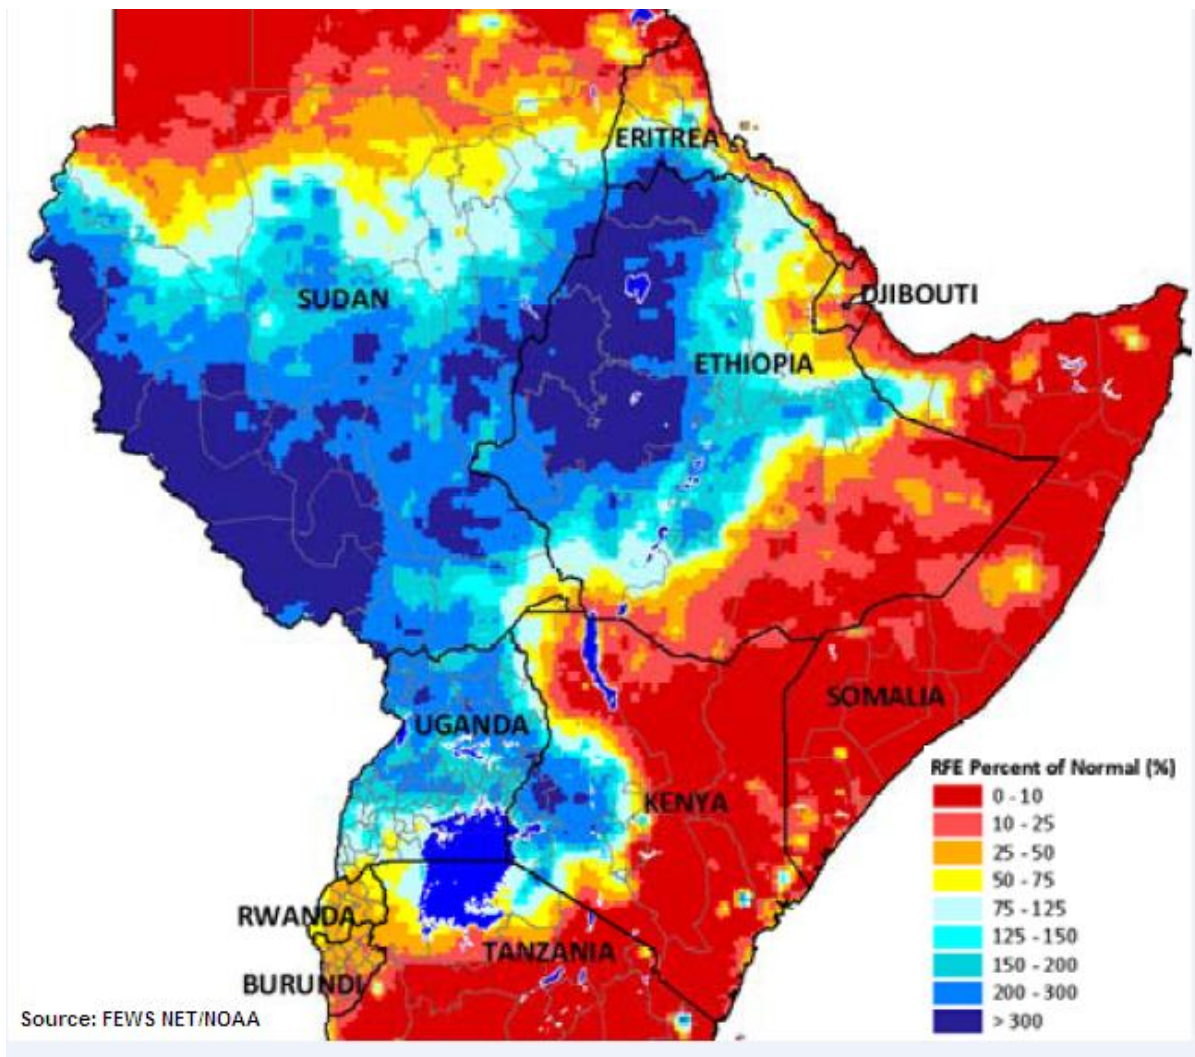 ERITREA
SUDAN
DJIBOUTI
ETHIOPIA
SOMALIA
UGANDA
RFE Percent of Normal (%)
0 - 10
10 - 25
25 - 50
50 - 75
75 - 125
125 - 150
150 - 200
200 - 300
> 300
KENYA
RWANDA
TANZANIA
BURUNDI
Source: FEWS NET/NOAA